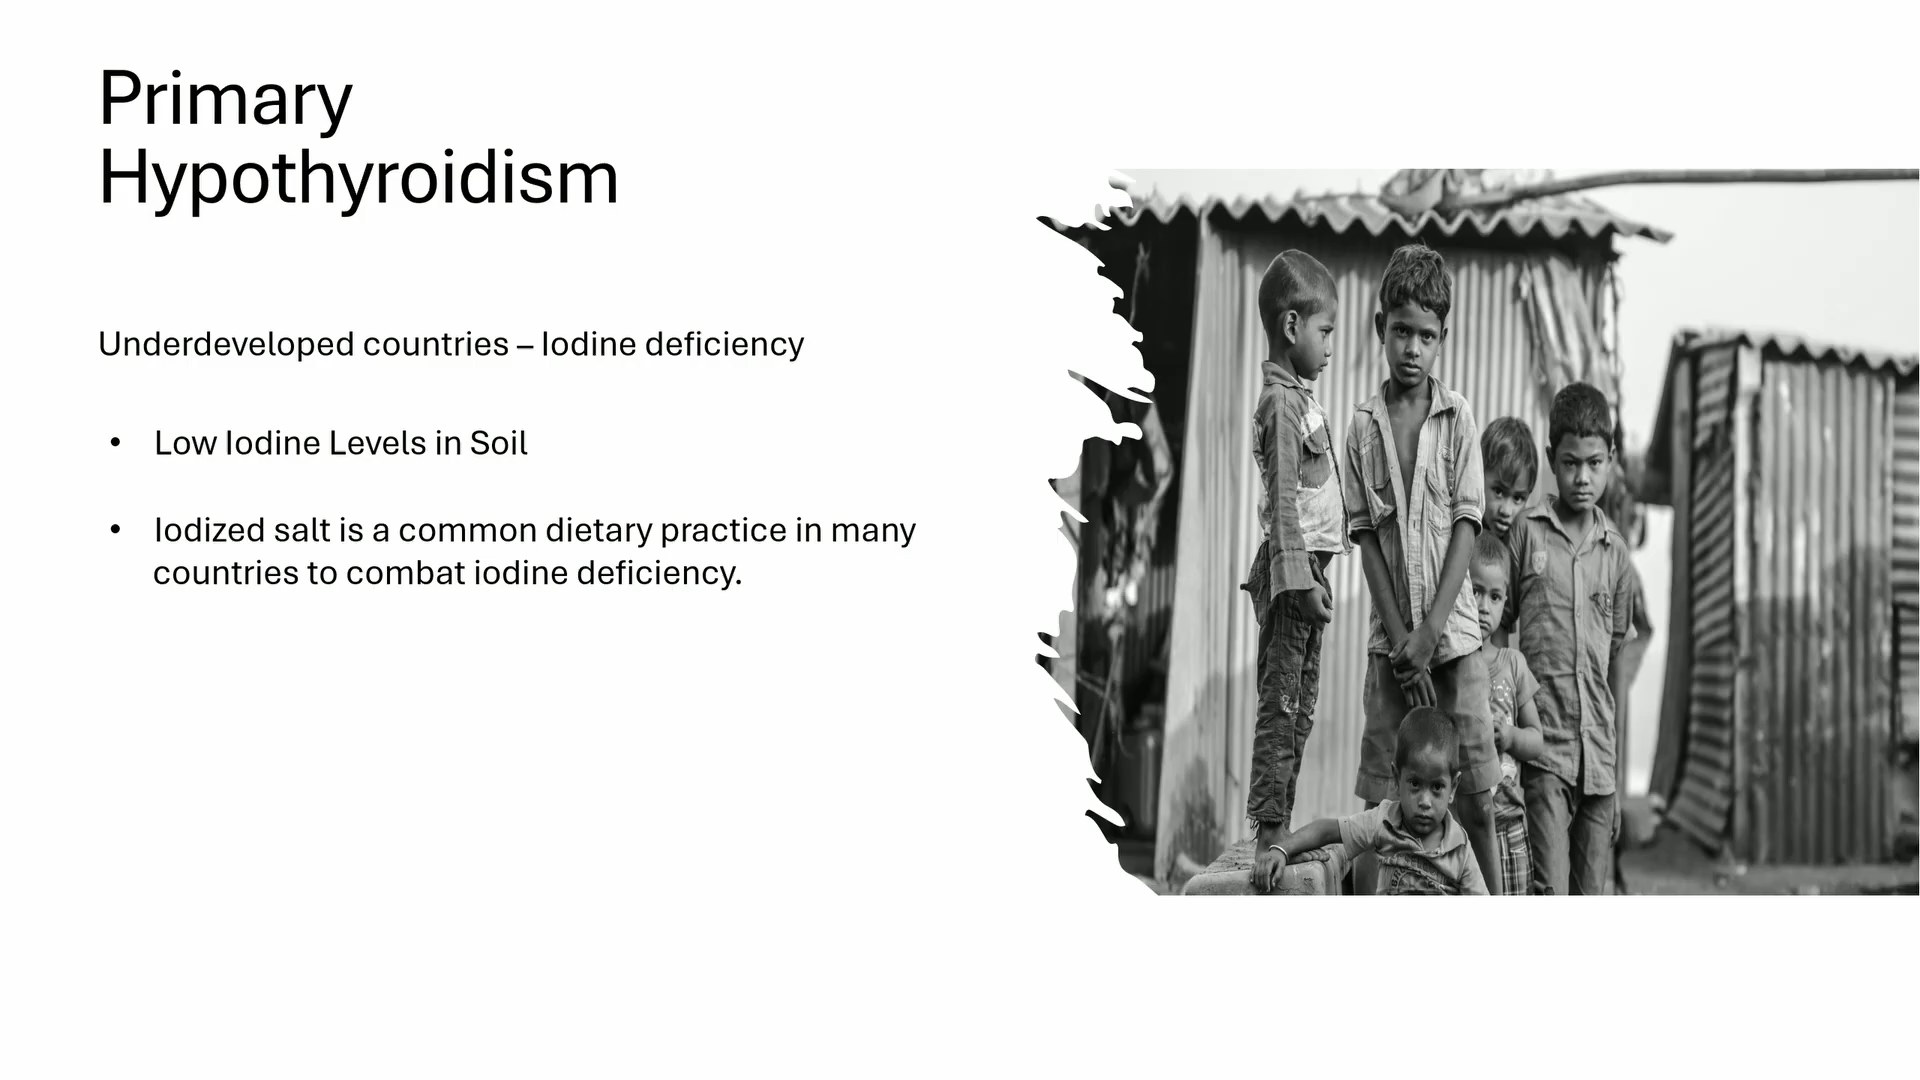 Primary
Hypothyroidism
Underdeveloped countries – Iodine deficiency
• Low Iodine Levels in Soil
• Iodized salt is a common dietary practice in many
countries to combat iodine deficiency.